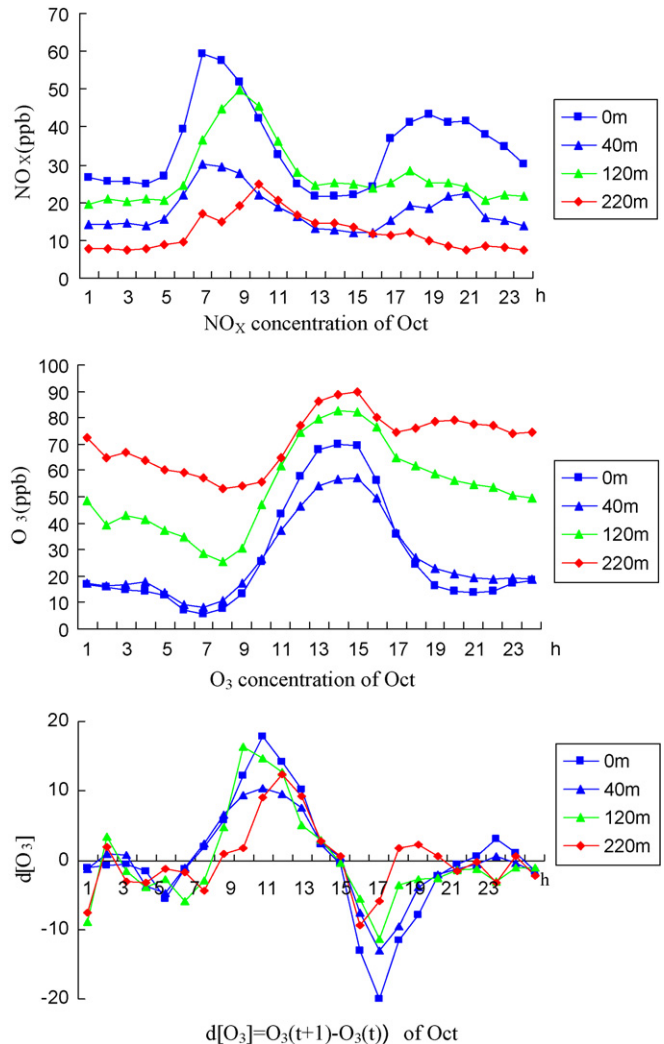 70
60
50
40
30
20
10
0
NOX(ppb)
1 3 5 7 9 11 13 15 17 19 21 23 h
NOX concentration of Oct
0m
40m
120m
220m
100
90
80
70
60
50
40
30
20
10
0
O3(ppb)
1 3 5 7 9 11 13 15 17 19 21 23 h
O3 concentration of Oct
0m
40m
120m
220m
20
10
0
-10
-20
d[O3]
1 3 5 7 9 11 13 15 17 19 21 23 h
d[O3]=O3(t+1)-O3(t)) of Oct
0m
40m
120m
220m